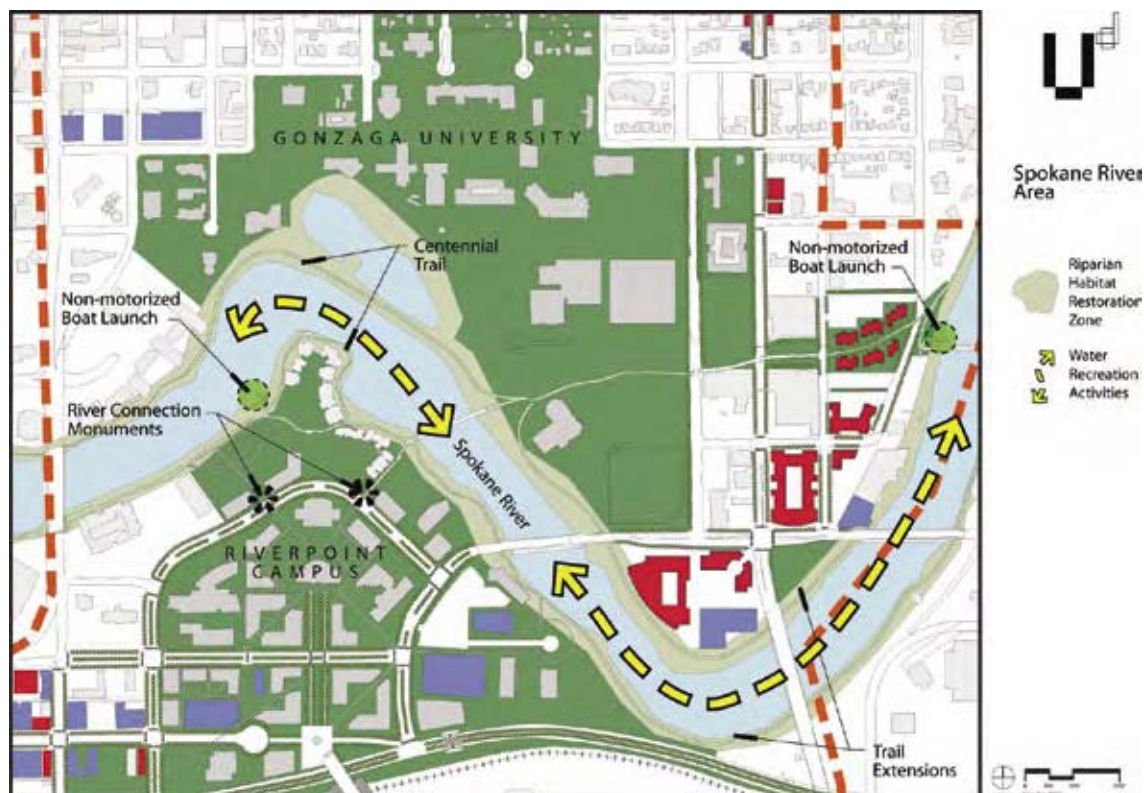 GONZAGA UNIVERSITY
Centennial
Trail
Non-motorized
Boat Launch
Non-motorized
Boat Launch
River Connection
Monuments
Spokane River
RIVERPOINT
CAMPUS
Trail
Extensions
Spokane River
Area
Riparian
Habitat
Restoration
Zone
Water
Recreation
Activities